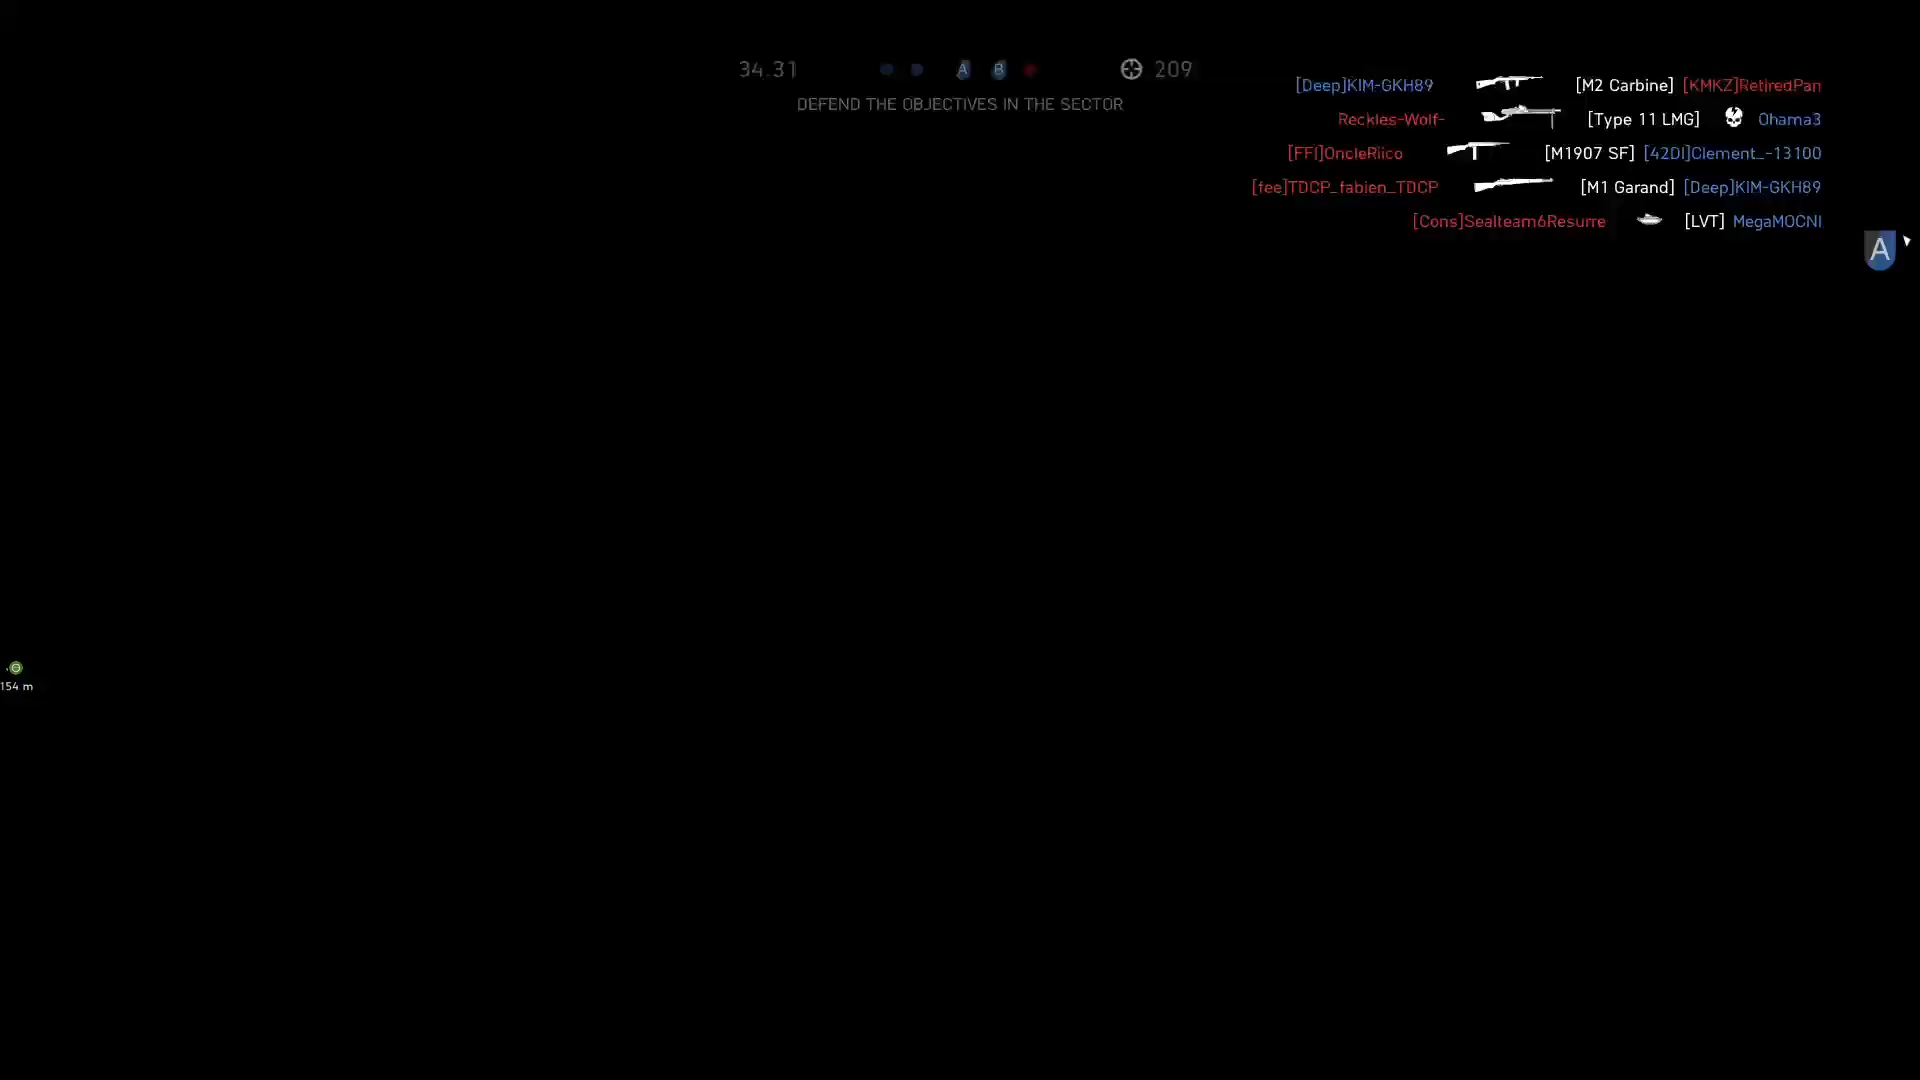 34.31 A B 209
DEFEND THE OBJECTIVES IN THE SECTOR
[Deep]KIM-GKH89 [M2 Carbine] [KMKZ]RetiredPan
Reckles-Wolf- [Type 11 LMG] Ohama3
[FFI]OncleRiico [M1907 SF] [42DI]Clement_-13100
[fee]TDCP_fabien_TDCP [M1 Garand] [Deep]KIM-GKH89
[Cons]Sealteam6Resurre [LVT] MegaMOCNI
A
154 m